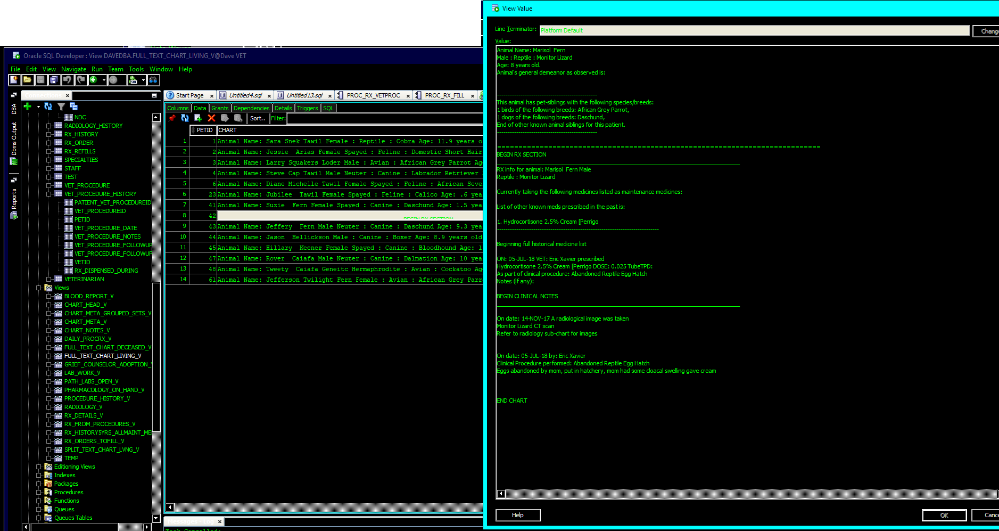 View Value
Line Terminator: Platform Default
Value:
Animal Name: Marisol  Fern
Male : Reptile : Monitor Lizard
Age: 8 years old.
Animal's general demeanor as observed is:
-----------------------------------------------
This animal has pet-siblings with the following species/breeds:
1 birds of the following breeds: African Grey Parrot,
1 dogs of the following breeds: Daschund,
End of other known animal siblings for this patient.
-----------------------------------------------
BEGIN RX SECTION
RX info for animal: Marisol  Fern Male
Reptile : Monitor Lizard
Currently taking the following medicines listed as maintenance medicines:
List of other known meds prescribed in the past is:
1. Hydrocortisone 2.5% Cream [Perrigo
Beginning full historical medicine list
ON: 05-JUL-18 VET: Eric Xavier prescribed
Hydrocortisone 2.5% Cream [Perrigo DOSE: 0.025 TubeTPD:
As part of clinical procedure: Abandoned Reptile Egg Hatch
Notes (if any):
BEGIN CLINICAL NOTES
On date: 14-NOV-17 A radiological image was taken
Monitor Lizard CT scan
Refer to radiology sub-chart for images
On date: 05-JUL-18 by: Eric Xavier
Clinical Procedure performed: Abandoned Reptile Egg Hatch
Eggs abandoned by mom, put in hatchery, mom had some cloacal swelling gave cream
END CHART
Help OK
Oracle SQL Developer : View DAVEDBA.FULL_TEXT_CHART_LIVING_V@Dave VET
File Edit View Navigate Run Team Tools Window Help
DBA
Dbms Output
Reports
NDC
RADIOLOGY_HISTORY
RX_HISTORY
RX_ORDER
RX_REFILLS
SPECIALTIES
STAFF
TEST
VET_PROCEDURE
VET_PROCEDURE_HISTORY
PATIENT_VET_PROCEDUREID
VET_PROCEDUREID
PETID
VET_PROCEDURE_DATE
VET_PROCEDURE_NOTES
VET_PROCEDURE_FOLLOWUP
VET_PROCEDURE_FOLLOWUP
VETID
RX_DISPENSED_DURING
VETERINARIAN
Views
BLOOD_REPORT_V
CHART_HEAD_V
CHART_META_GROUPED_SETS_V
CHART_META_V
CHART_NOTES_V
DAILY_PROCRX_V
FULL_TEXT_CHART_DECEASED_V
FULL_TEXT_CHART_LIVING_V
GRIEF_COUNSELOR_ADOPTION_
LAB_WORK_V
PATH_LABS_OPEN_V
PHARMACOLOGY_ON_HAND_V
PROCEDURE_HISTORY_V
RADIOLOGY_V
RX_DETAILS_V
RX_FROM_PROCEDURES_V
RX_HISTORY5YRS_ALLMAINT_ME
RX_ORDERS_TOFILL_V
SPLIT_TEXT_CHART_LVNG_V
TEMP
Editioning Views
Indexes
Packages
Procedures
Functions
Queues
Queues Tables
Start Page Untitled4.sql Untitled13.sql PROC_RX_VETPROC PROC_RX_FILL
Columns Data Grants Dependencies Details Triggers SQL
Sort.. Filter:
PETID CHART
1 1 Animal Name: Sara Snek Tawil Female : Reptile : Cobra Age: 11.9 years o
2 2 Animal Name: Jessie  Arias Female Spayed : Feline : Domestic Short Hair
3 3 Animal Name: Larry Squakers Loder Male : Avian : African Grey Parrot Ag
4 4 Animal Name: Steve Cap Tawil Male Neuter : Canine : Labrador Retriever
5 6 Animal Name: Diane Michelle Tawil Female Spayed : Feline : African Seve
6 23 Animal Name: Jubilee  Tawil Female Spayed : Feline : Calico Age: .6 yea
7 41 Animal Name: Suzie  Fern Female Spayed : Canine : Daschund Age: 1.5 yea
8 42 BEGIN RX SECTION
9 43 Animal Name: Jeffery  Fern Male Neuter : Canine : Daschund Age: 9.3 yea
10 44 Animal Name: Jason  Hellickson Male : Canine : Boxer Age: 8.9 years old
11 45 Animal Name: Hillary  Keener Female Spayed : Canine : Bloodhound Age: 1
12 47 Animal Name: Rover  Caiafa Male Neuter : Canine : Dalmation Age: 10 yea
13 48 Animal Name: Tweety  Caiafa Geneitc Hermaphrodite : Avian : Cockatoo Ag
14 61 Animal Name: Jefferson Twilight Fern Female : Avian : African Grey Parr